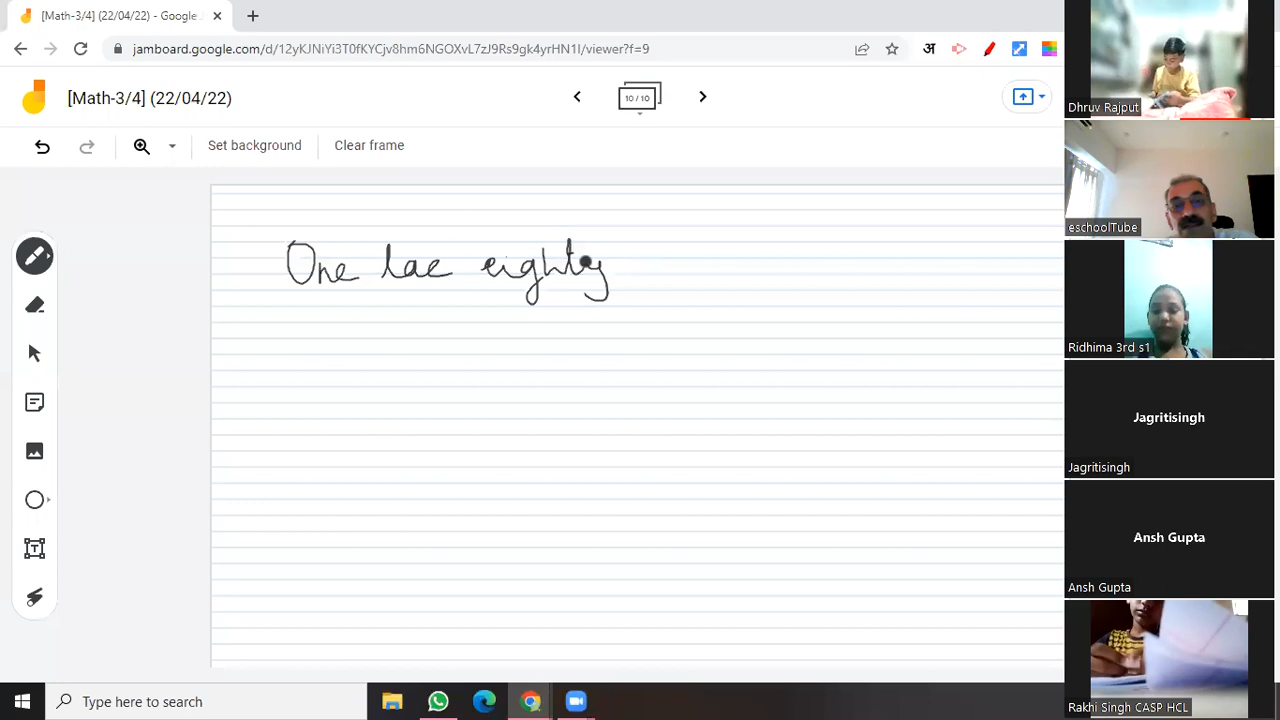 [Math-3/4] (22/04/22) - Google
jamboard.google.com/d/12yKJNiYi3TBIKYCjv8hm6NGOXvL7zJ9Rs9gk4yrHN1I/viewer?f=9
अ
[Math-3/4] (22/04/22)
10 / 10
Set background
Clear frame
One lac eighty
Type here to search
Dhruv Rajput
eschoolTube
Ridhima 3rd s1
Jagritisingh
Jagritisingh
Ansh Gupta
Ansh Gupta
Rakhi Singh CASP HCL